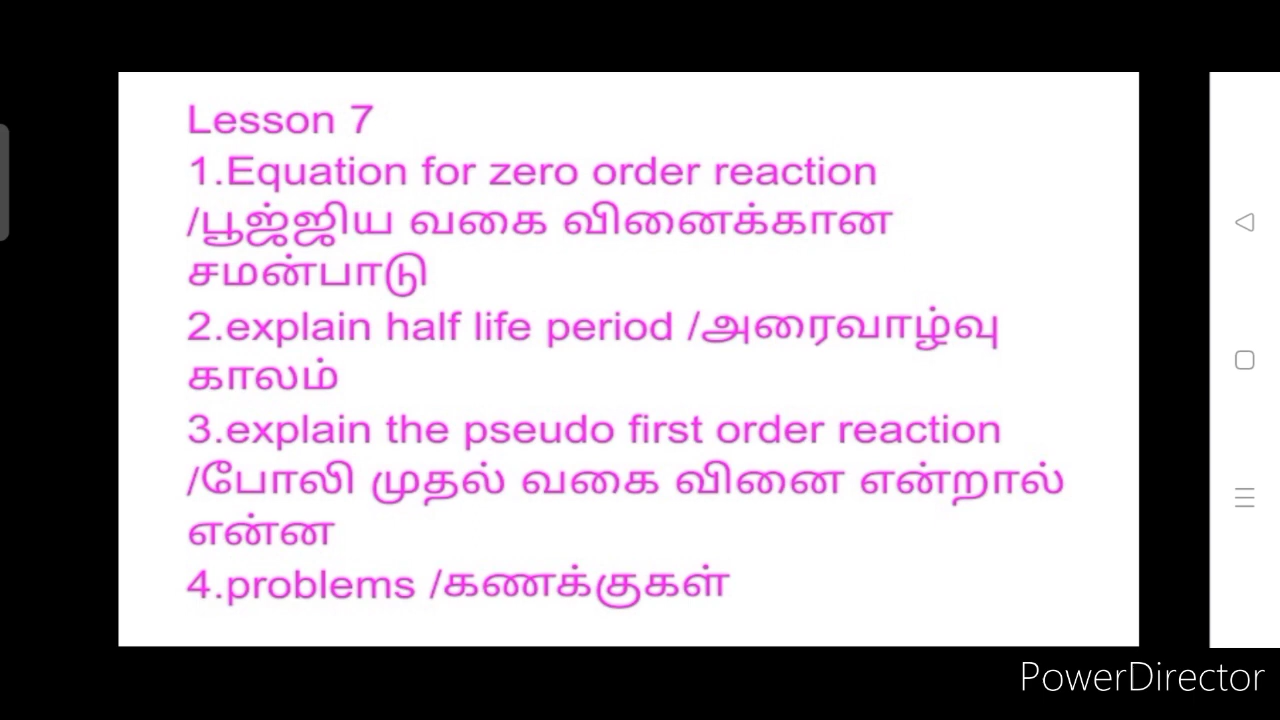 Lesson 7
1.Equation for zero order reaction
/பூஜ்ஜிய வகை வினைக்கான
சமன்பாடு
2.explain half life period /அரைவாழ்வு
காலம்
3.explain the pseudo first order reaction
/போலி முதல் வகை வினை என்றால்
என்ன
4.problems /கணக்குகள்
PowerDirector